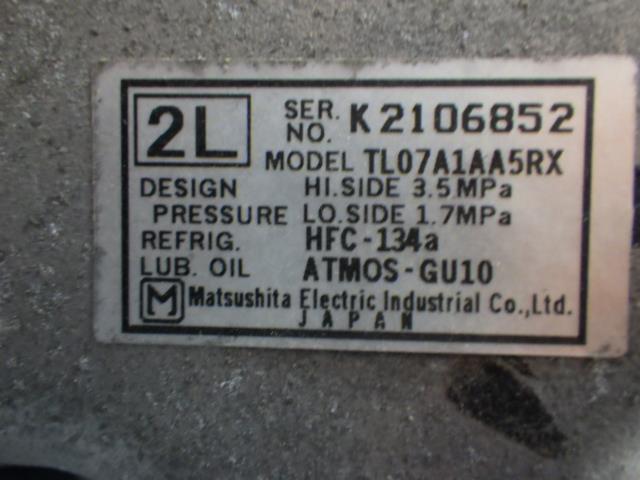 2L
SER. NO. K2106852
MODEL TL07A1AA5RX
DESIGN HI.SIDE 3.5MPa
PRESSURE LO.SIDE 1.7MPa
REFRIG. HFC-134a
LUB. OIL ATMOS-GU10
M Matsushita Electric Industrial Co.,Ltd.
JAPAN